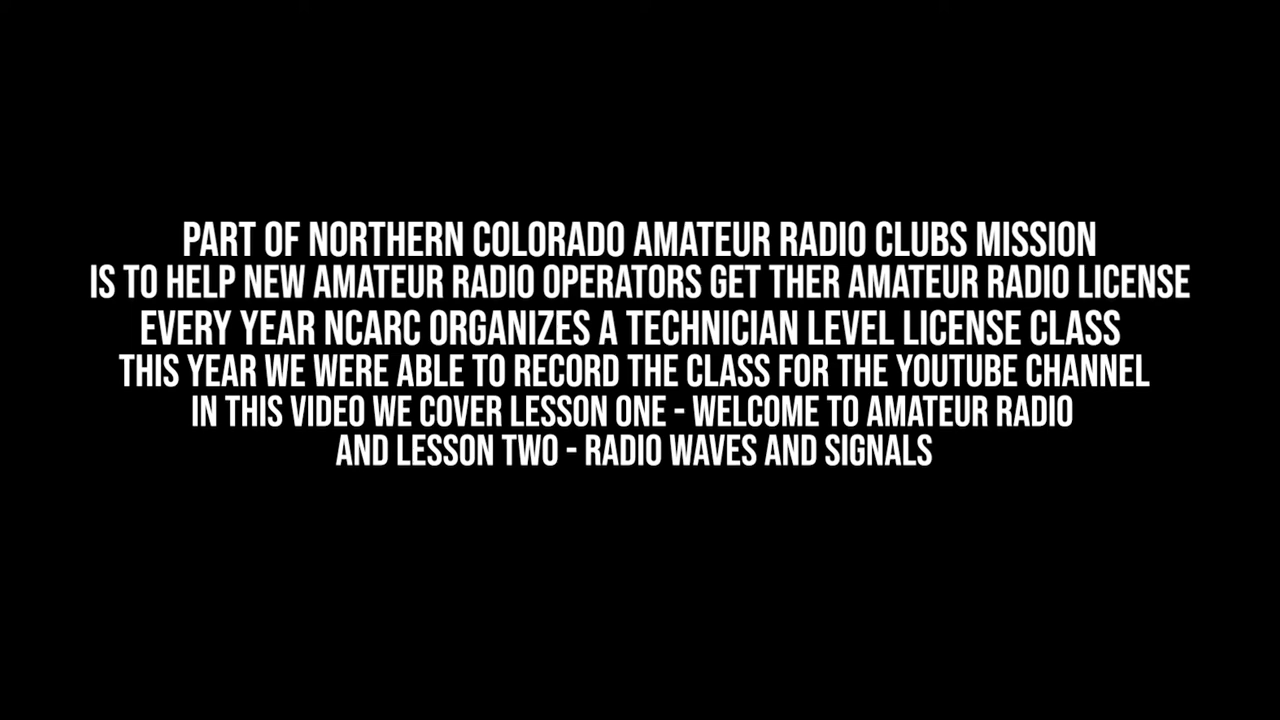 PART OF NORTHERN COLORADO AMATEUR RADIO CLUBS MISSION
IS TO HELP NEW AMATEUR RADIO OPERATORS GET THER AMATEUR RADIO LICENSE
EVERY YEAR NCARC ORGANIZES A TECHNICIAN LEVEL LICENSE CLASS
THIS YEAR WE WERE ABLE TO RECORD THE CLASS FOR THE YOUTUBE CHANNEL
IN THIS VIDEO WE COVER LESSON ONE - WELCOME TO AMATEUR RADIO
AND LESSON TWO - RADIO WAVES AND SIGNALS